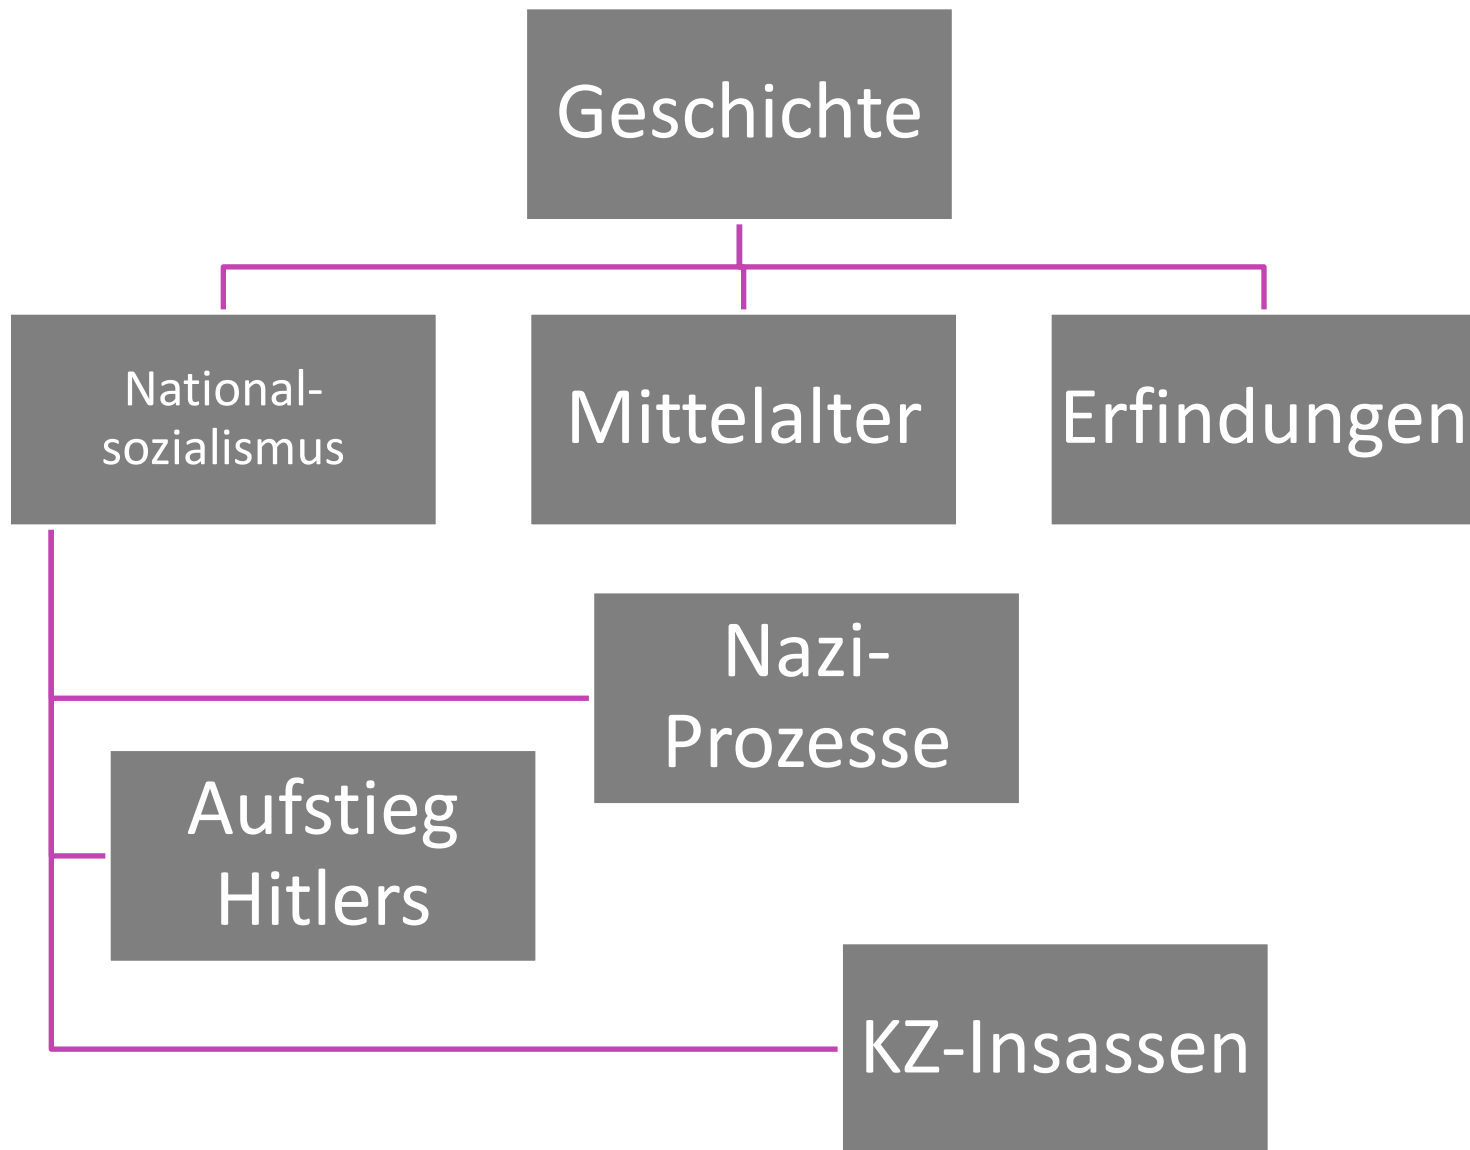 Geschichte
National-
sozialismus
Mittelalter
Erfindungen
Nazi-
Prozesse
Aufstieg
Hitlers
KZ-Insassen